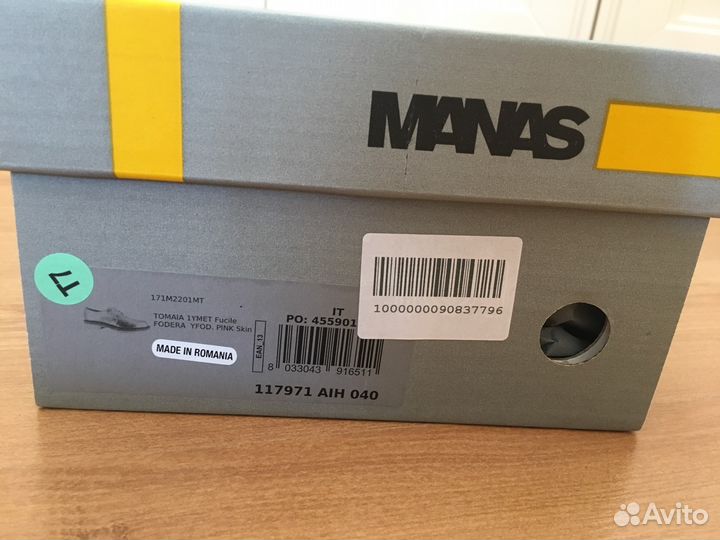 MANAS
T7
171M2201MT
TOMAIA 1YMET Fucile
FODERA YFOD. PINK Skin
MADE IN ROMANIA
IT
PO: 455901
EAN 13
8 033043 916511
117971 AIH 040
1000000090837796
Avito